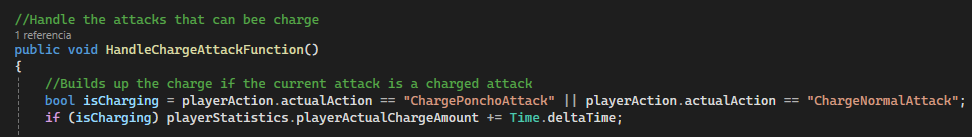 //Handle the attacks that can bee charge
1 referencia
public void HandleChargeAttackFunction()
{
//Builds up the charge if the current attack is a charged attack
bool isCharging = playerAction.actualAction == "ChargePonchoAttack" || playerAction.actualAction == "ChargeNormalAttack";
if (isCharging) playerStatistics.playerActualChargeAmount += Time.deltaTime;